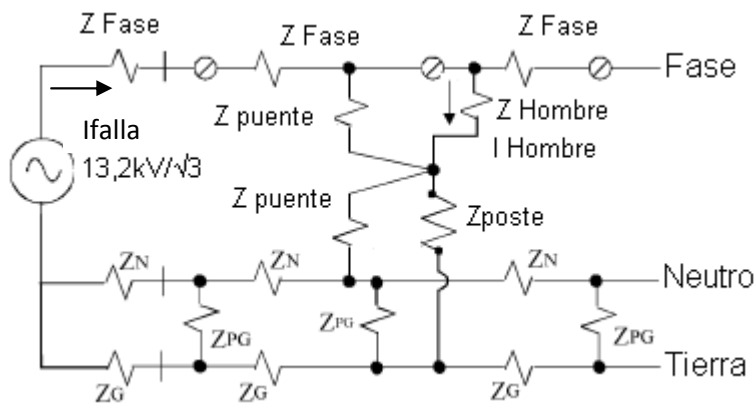 Z Fase
Z Fase
Z Fase
Fase
Ifalla
13,2kV/√3
Z puente
Z Hombre
I Hombre
Z puente
Zposte
ZN
ZN
ZN
Neutro
ZPG
ZPG
ZPG
Tierra
ZG
ZG
ZG